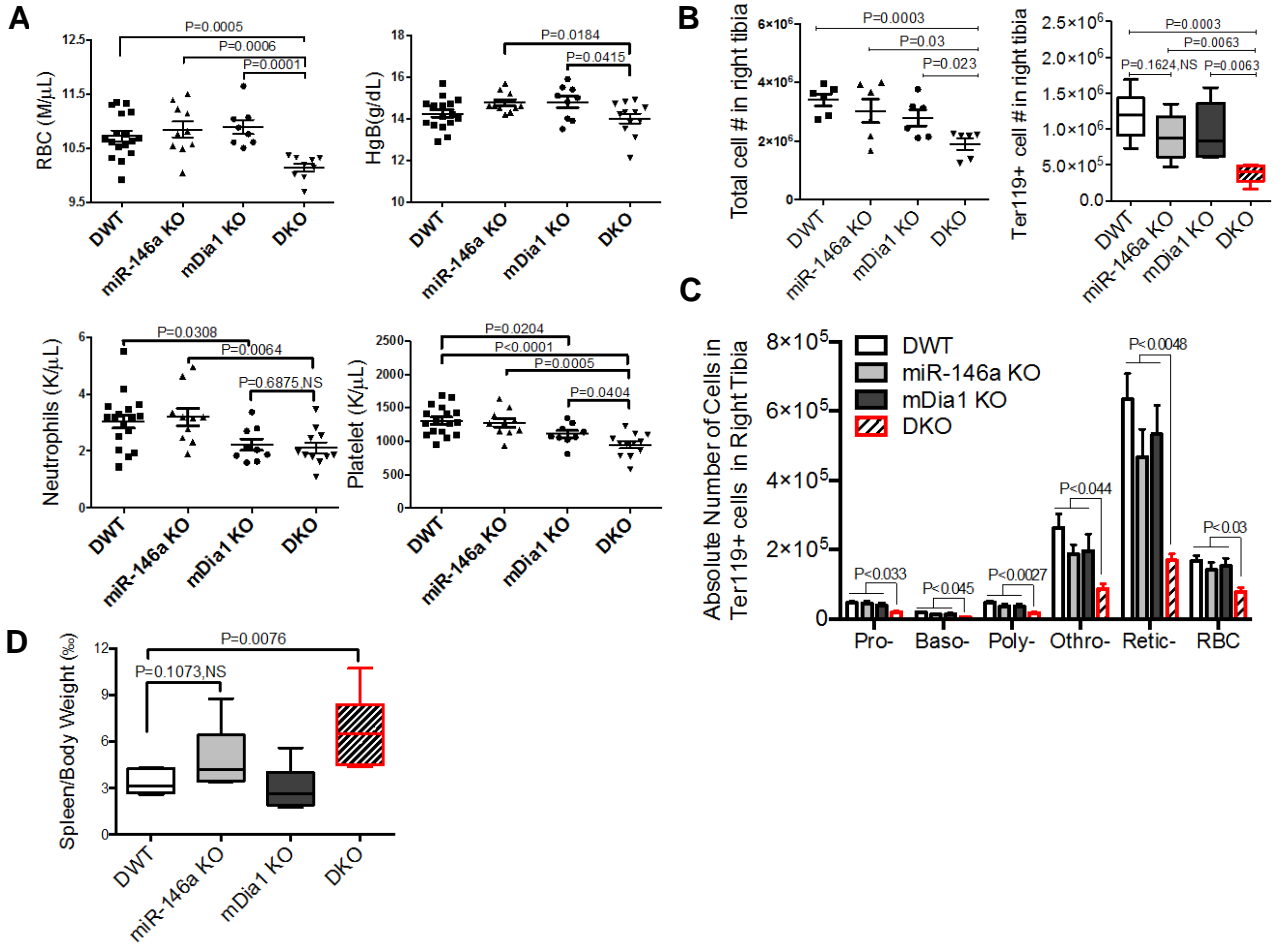 A
P=0.0005
P=0.0006
P=0.0001
12.5
11.5
10.5
9.5
RBC (M/μL)
DWT
miR-146a KO
mDia1 KO
DKO
P=0.0184
P=0.0415
18
16
14
12
10
HgB(g/dL)
DWT
miR-146a KO
mDia1 KO
DKO
P=0.0308
P=0.0064
P=0.6875,NS
6
4
2
0
Neutrophils (K/μL)
DWT
miR-146a KO
mDia1 KO
DKO
P=0.0204
P<0.0001
P=0.0005
P=0.0404
2500
2000
1500
1000
500
0
Platelet (K/μL)
DWT
miR-146a KO
mDia1 KO
DKO
B
P=0.0003
P=0.03
P=0.023
6×10⁶
4×10⁶
2×10⁶
0
Total cell # in right tibia
DWT
miR-146a KO
mDia1 KO
DKO
P=0.0003
P=0.0063
P=0.1624,NS
P=0.0063
2.5×10⁶
2.0×10⁶
1.5×10⁶
1.0×10⁶
5.0×10⁵
0.0
Ter119+ cell # in right tibia
DWT
miR-146a KO
mDia1 KO
DKO
C
8×10⁵
6×10⁵
4×10⁵
2×10⁵
0
Absolute Number of Cells in
Ter119+ cells in Right Tibia
DWT
miR-146a KO
mDia1 KO
DKO
P<0.033
P<0.045
P<0.0027
P<0.044
P<0.0048
P<0.03
Pro-
Baso-
Poly-
Othro-
Retic-
RBC
D
P=0.0076
P=0.1073,NS
12
9
6
3
0
Spleen/Body Weight (‰)
DWT
miR-146a KO
mDia1 KO
DKO